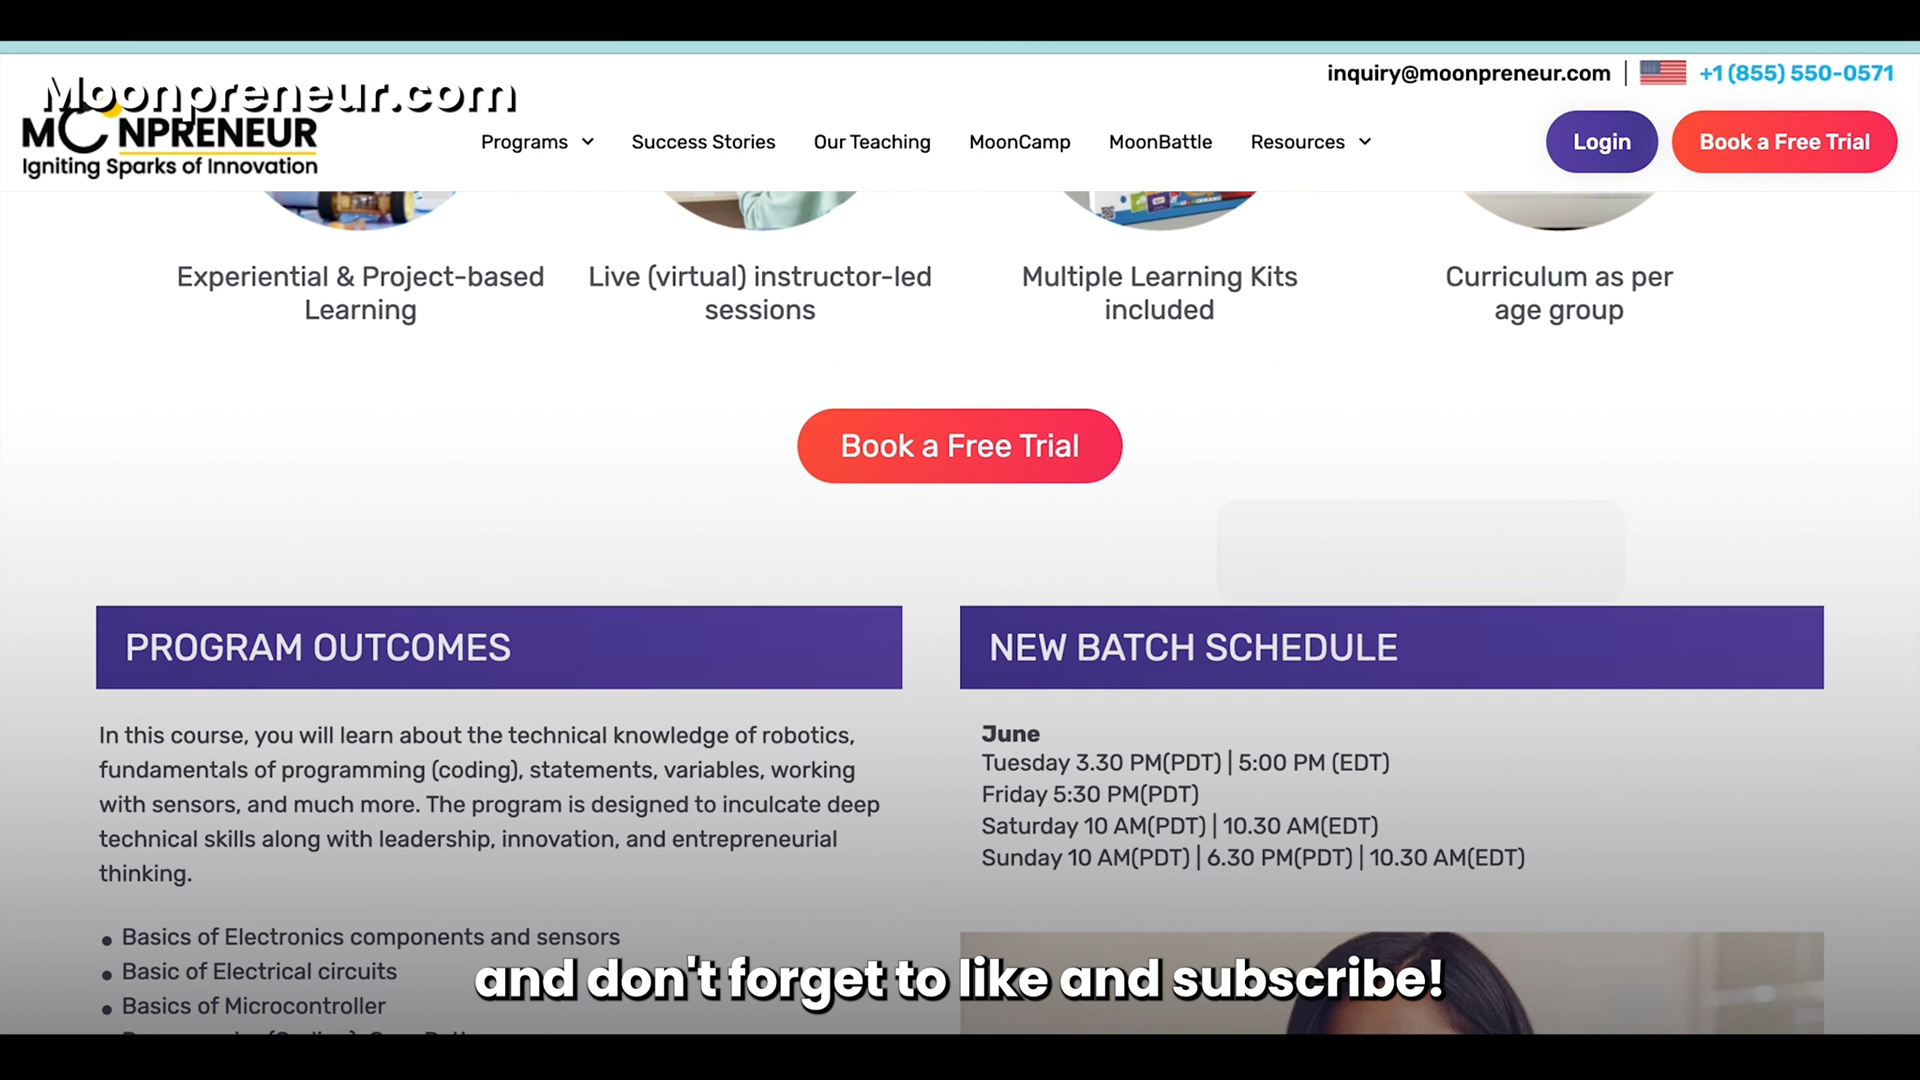 inquiry@moonpreneur.com
+1 (855) 550-0571
Moonpreneur.com
MOONPRENEUR
Igniting Sparks of Innovation
Programs
Success Stories
Our Teaching
MoonCamp
MoonBattle
Resources
Login
Book a Free Trial
Experiential & Project-based
Learning
Live (virtual) instructor-led
sessions
Multiple Learning Kits
included
Curriculum as per
age group
Book a Free Trial
PROGRAM OUTCOMES
In this course, you will learn about the technical knowledge of robotics,
fundamentals of programming (coding), statements, variables, working
with sensors, and much more. The program is designed to inculcate deep
technical skills along with leadership, innovation, and entrepreneurial
thinking.
Basics of Electronics components and sensors
Basic of Electrical circuits
Basics of Microcontroller
NEW BATCH SCHEDULE
June
Tuesday 3.30 PM(PDT) | 5:00 PM (EDT)
Friday 5:30 PM(PDT)
Saturday 10 AM(PDT) | 10.30 AM(EDT)
Sunday 10 AM(PDT) | 6.30 PM(PDT) | 10.30 AM(EDT)
and don't forget to like and subscribe!